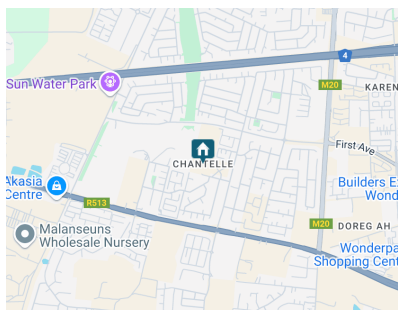 4
Sun Water Park
M20
KAREN
First Ave
CHANTELLE
Akasia
Centre
Builders E
Wond
R513
M20
DOREG AH
Malanseuns
Wholesale Nursery
Wonderpa
Shopping Cent